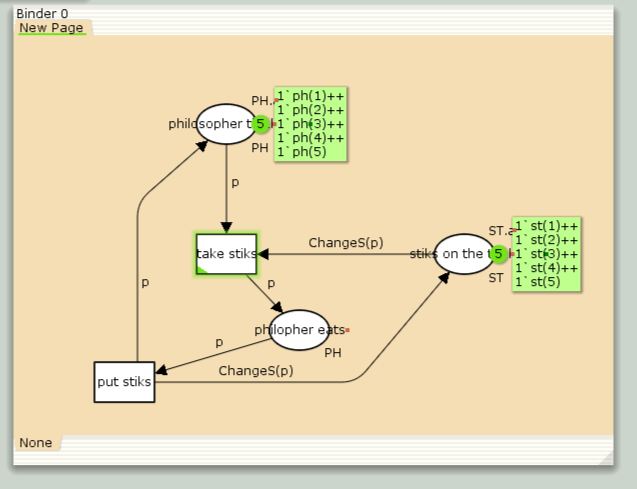 Binder 0
New Page
PH.
1`ph(1)++
1`ph(2)++
1`ph(3)++
1`ph(4)++
1`ph(5)
philosopher t
5
PH
p
take stiks
ChangeS(p)
stiks on the t
5
ST.a
ST
1`st(1)++
1`st(2)++
1`st(3)++
1`st(4)++
1`st(5)
p
p
philopher eats
PH
p
put stiks
ChangeS(p)
None